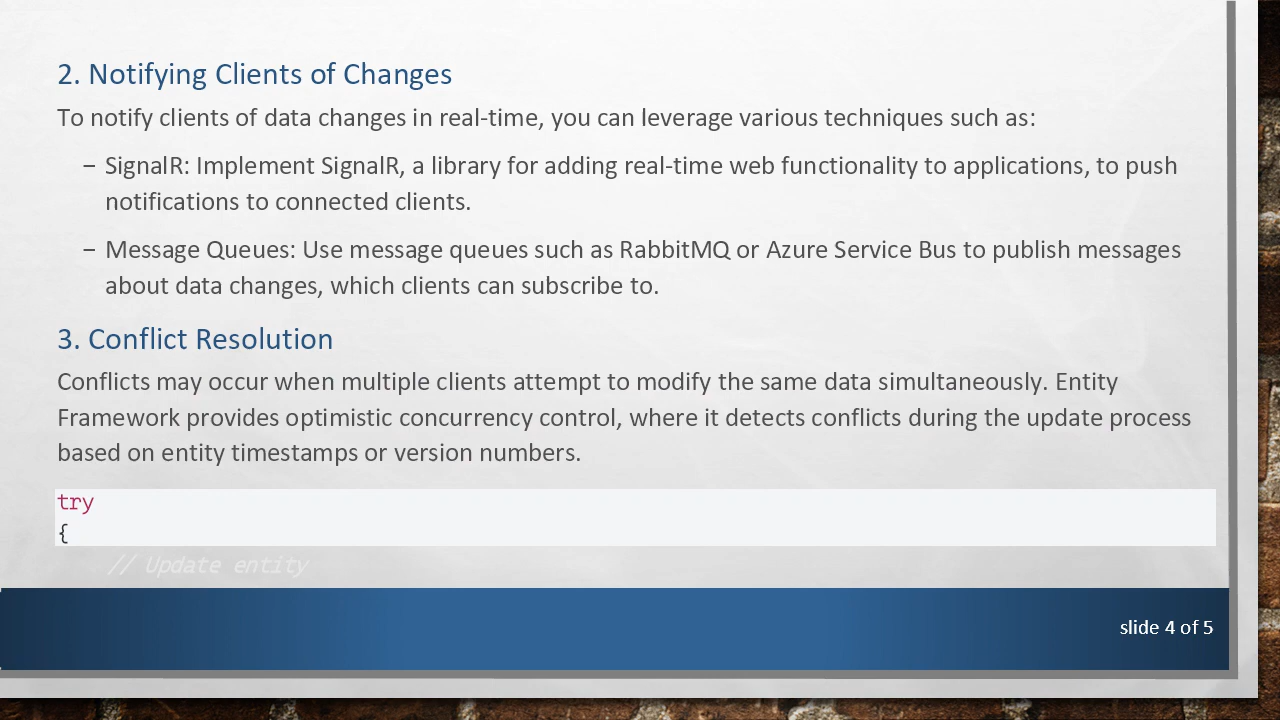 2. Notifying Clients of Changes
To notify clients of data changes in real-time, you can leverage various techniques such as:
– SignalR: Implement SignalR, a library for adding real-time web functionality to applications, to push
notifications to connected clients.
– Message Queues: Use message queues such as RabbitMQ or Azure Service Bus to publish messages
about data changes, which clients can subscribe to.
3. Conflict Resolution
Conflicts may occur when multiple clients attempt to modify the same data simultaneously. Entity
Framework provides optimistic concurrency control, where it detects conflicts during the update process
based on entity timestamps or version numbers.
try
{
// Update entity
slide 4 of 5